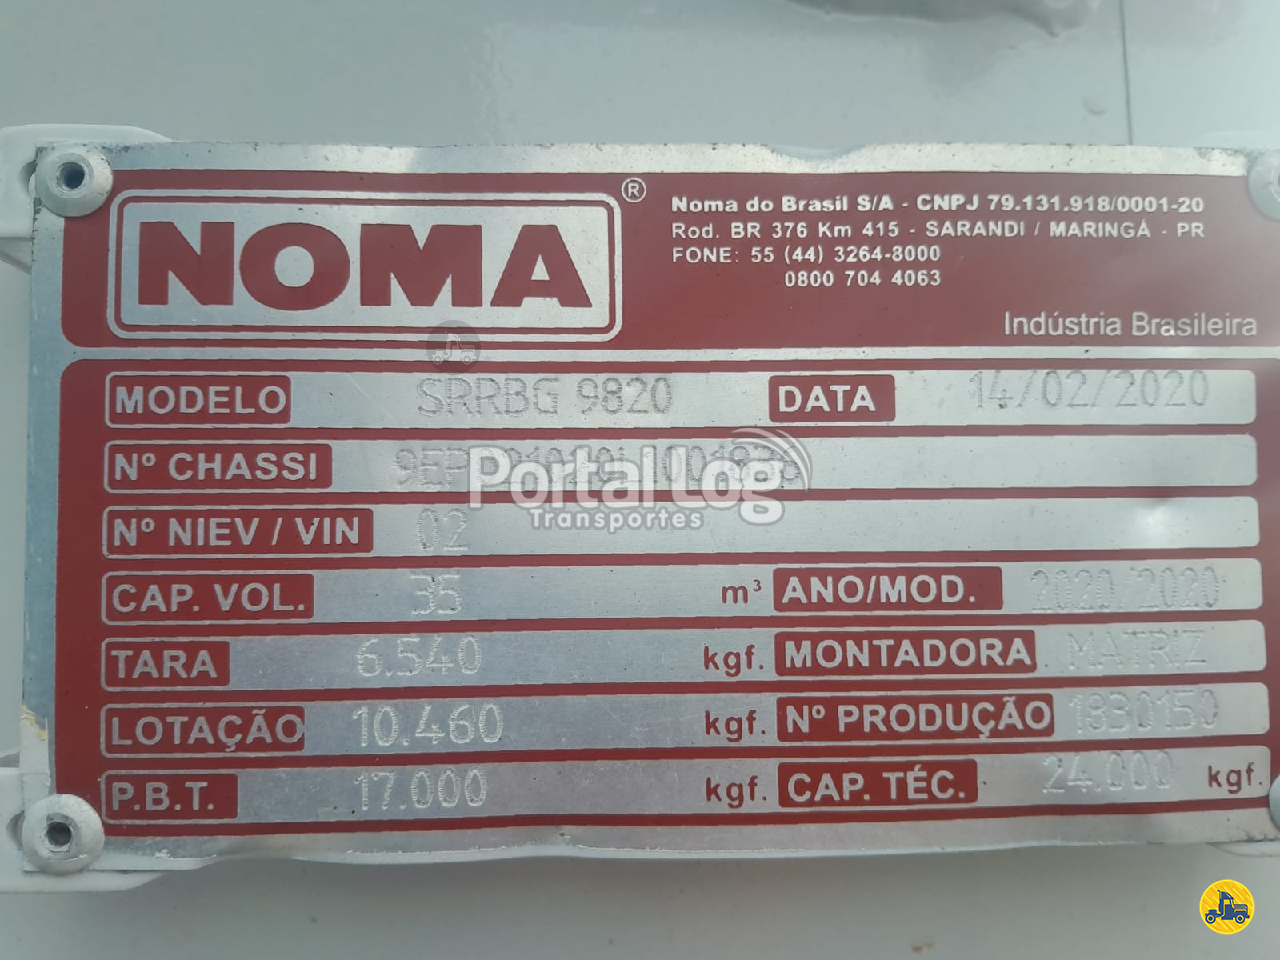 NOMA ®
Noma do Brasil S/A - CNPJ 79.131.918/0001-20
Rod. BR 376 Km 415 - SARANDI / MARINGÁ - PR
FONE: 55 (44) 3264-8000
0800 704 4063
Indústria Brasileira
MODELO SRRBG 9820 DATA 14/02/2020
Nº CHASSI
Portal Log
Transportes
Nº NIEV / VIN 02
CAP. VOL. 35 m³ ANO/MOD. 2020/2020
TARA 6.540 kgf. MONTADORA MATRIZ
LOTAÇÃO 10.460 kgf. Nº PRODUÇÃO 1830150
P.B.T. 17.000 kgf. CAP. TÉC. 24.000 kgf.